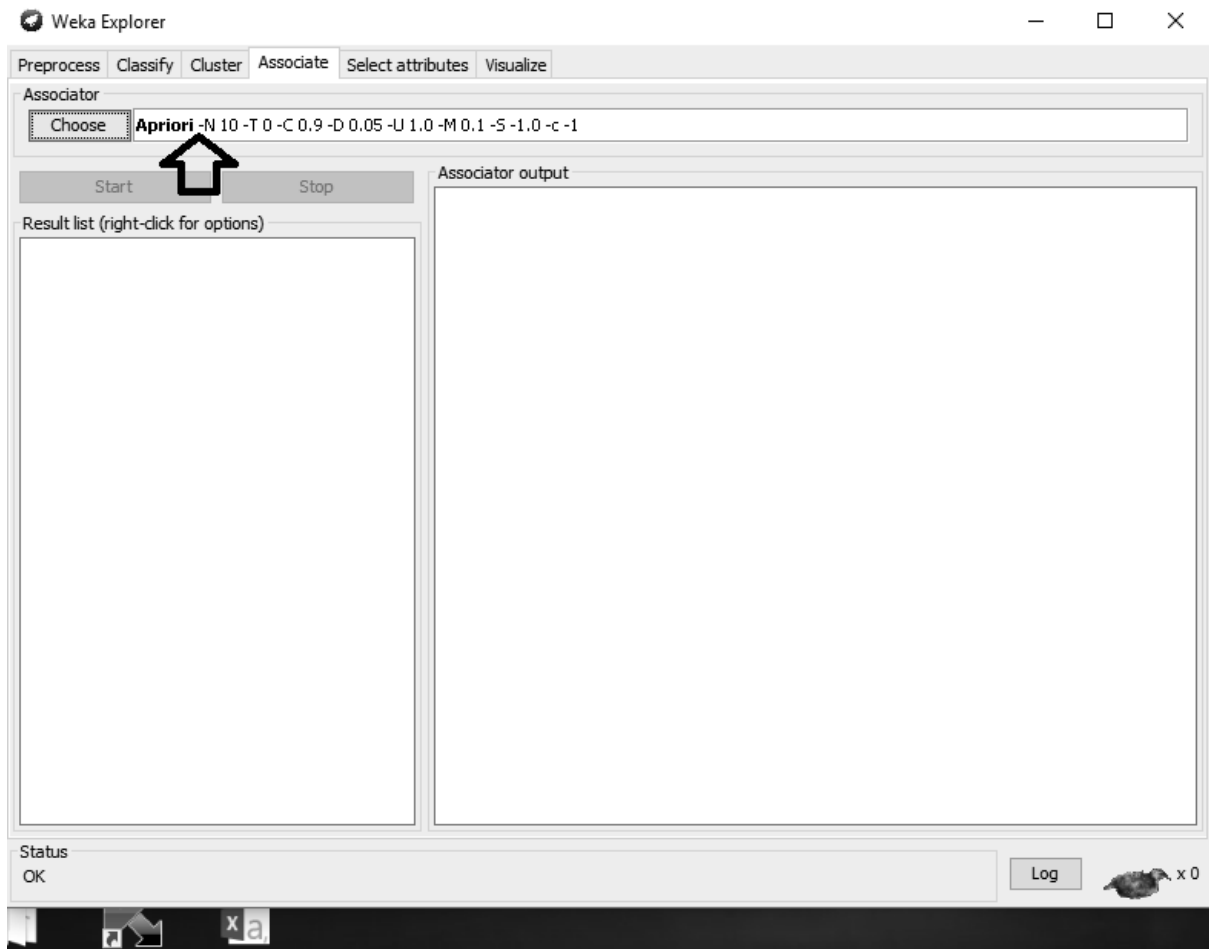 Weka Explorer
Preprocess Classify Cluster Associate Select attributes Visualize
Associator
Choose Apriori -N 10 -T 0 -C 0.9 -D 0.05 -U 1.0 -M 0.1 -S -1.0 -c -1
Start Stop
Associator output
Result list (right-click for options)
Status
OK
Log x 0
X a,